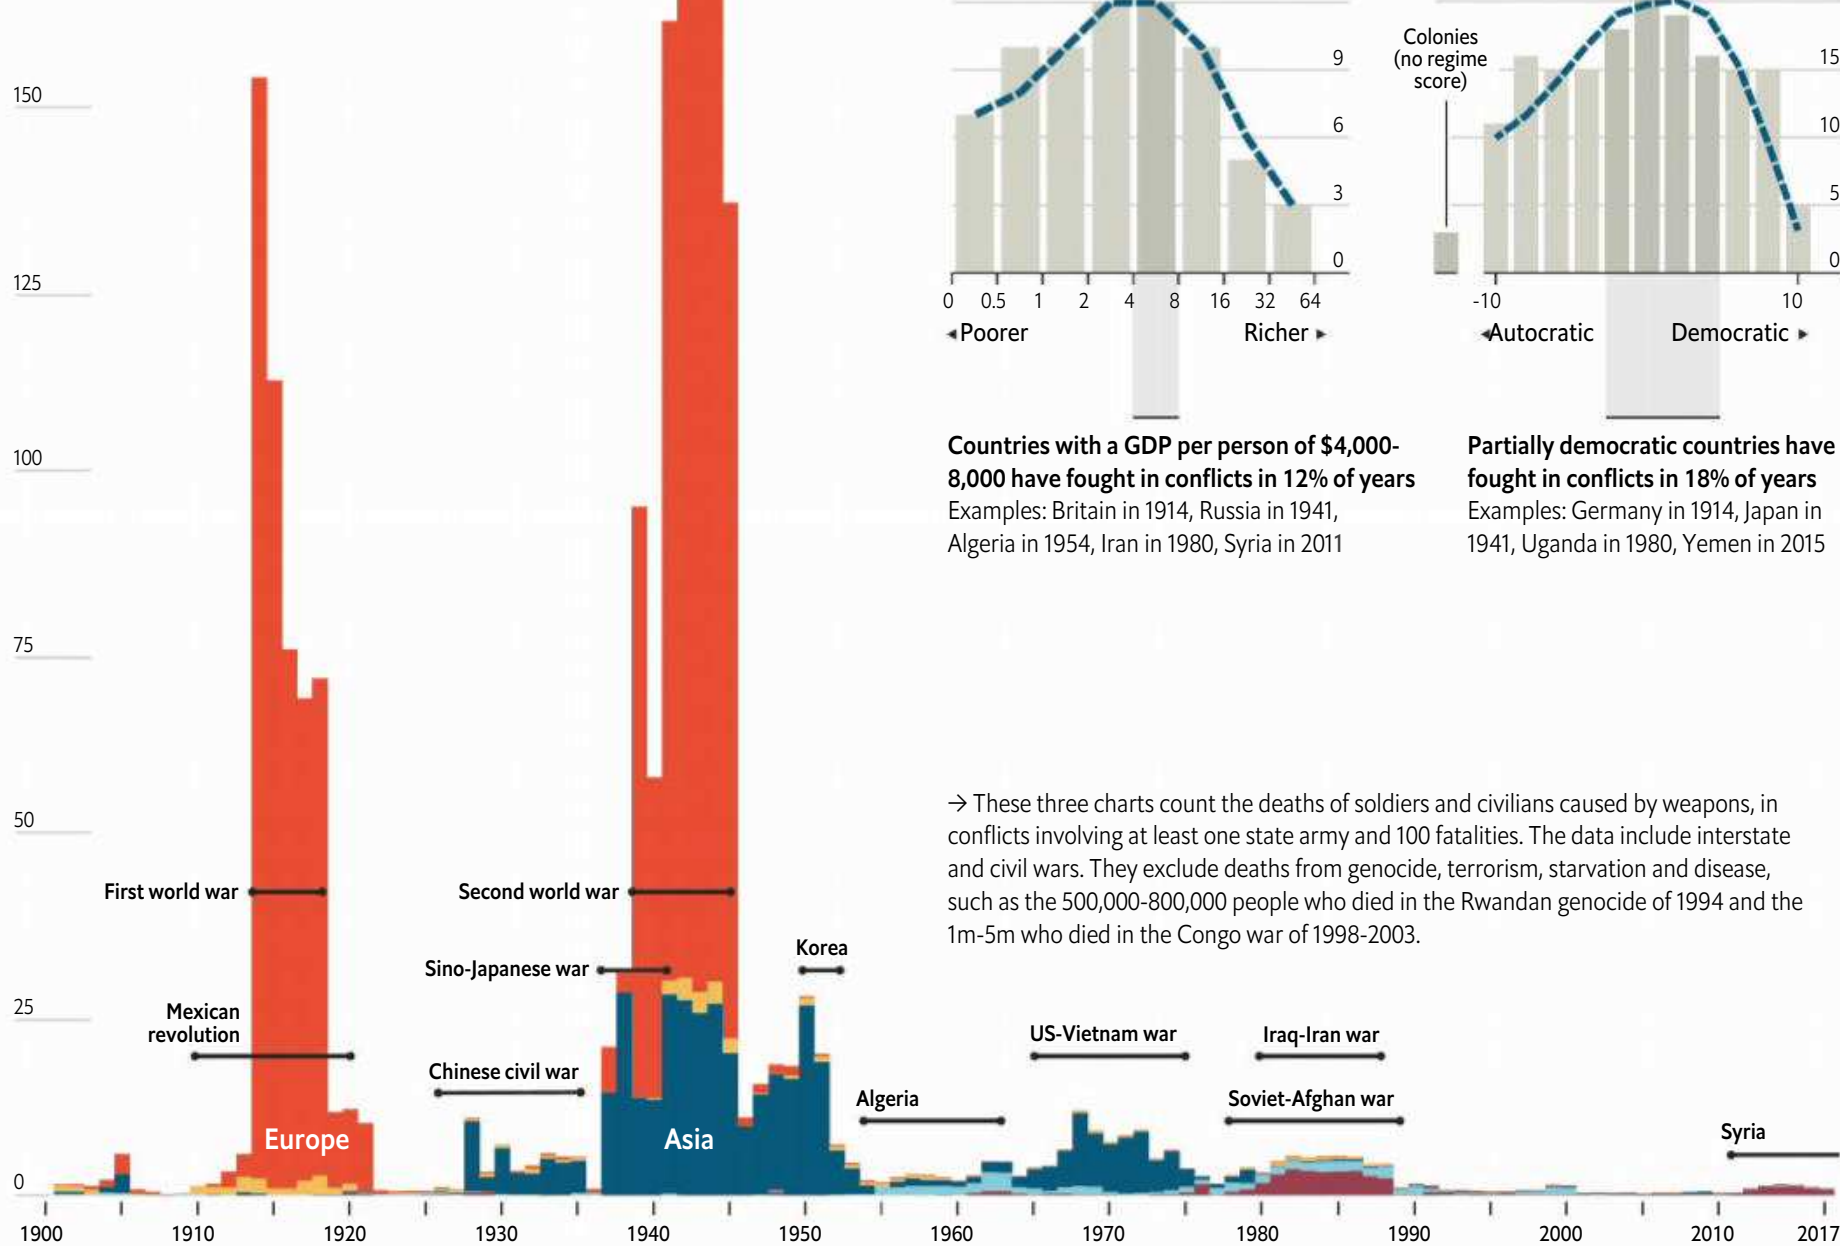 150
125
100
75
50
25
0
First world war
Mexican
revolution
Europe
Chinese civil war
Sino-Japanese war
Second world war
Asia
Korea
Algeria
US-Vietnam war
Iraq-Iran war
Soviet-Afghan war
Syria
1900 1910 1920 1930 1940 1950 1960 1970 1980 1990 2000 2010 2017
9
6
3
0
0 0.5 1 2 4 8 16 32 64
◂Poorer Richer ▸
Countries with a GDP per person of $4,000-
8,000 have fought in conflicts in 12% of years
Examples: Britain in 1914, Russia in 1941,
Algeria in 1954, Iran in 1980, Syria in 2011
Colonies
(no regime
score)
15
10
5
0
-10 10
◂Autocratic Democratic ▸
Partially democratic countries have
fought in conflicts in 18% of years
Examples: Germany in 1914, Japan in
1941, Uganda in 1980, Yemen in 2015
→ These three charts count the deaths of soldiers and civilians caused by weapons, in
conflicts involving at least one state army and 100 fatalities. The data include interstate
and civil wars. They exclude deaths from genocide, terrorism, starvation and disease,
such as the 500,000-800,000 people who died in the Rwandan genocide of 1994 and the
1m-5m who died in the Congo war of 1998-2003.